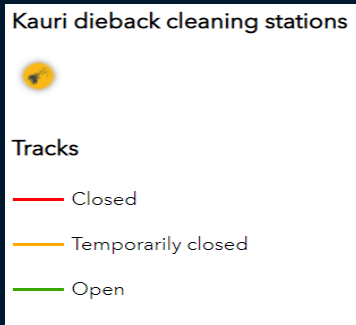 Kauri dieback cleaning stations
Tracks
Closed
Temporarily closed
Open